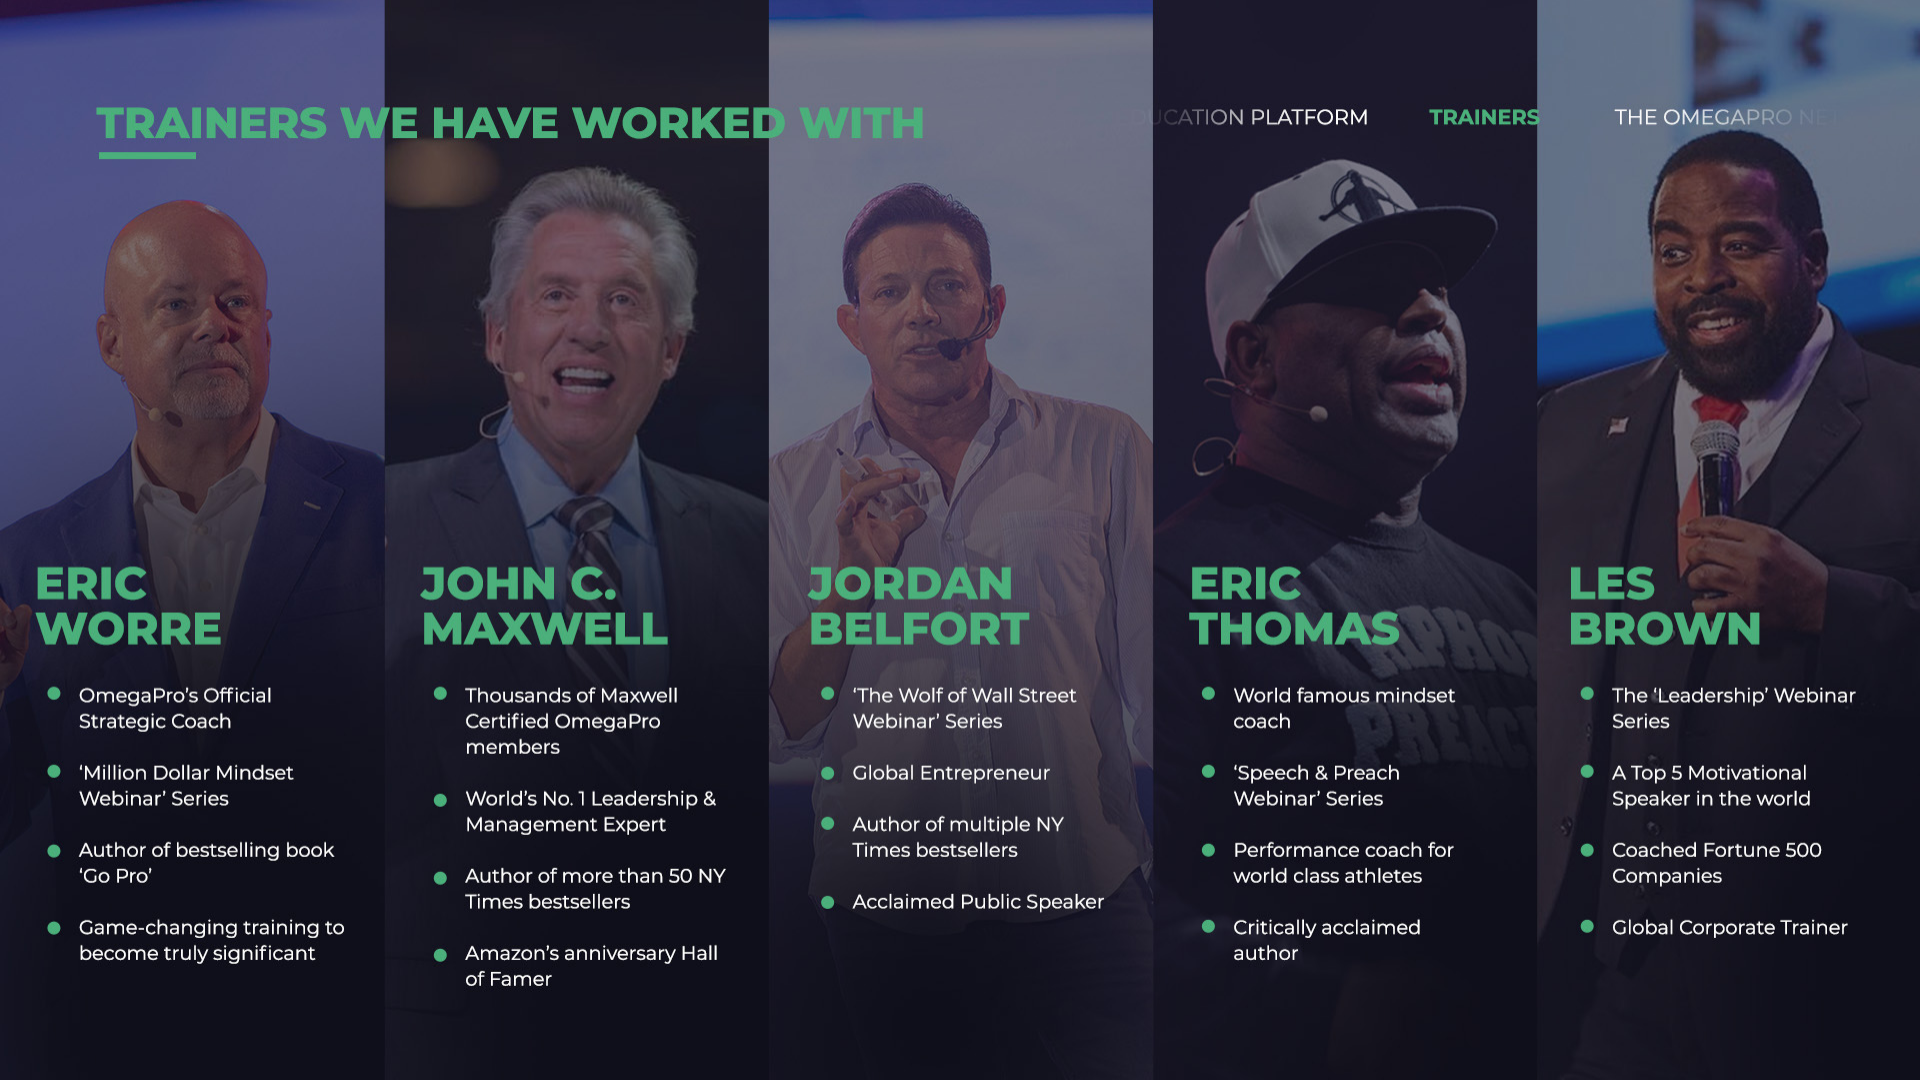 TRAINERS WE HAVE WORKED WITH
UCATION PLATFORM
TRAINERS
THE OMEGAPRO NE
ERIC
WORRE
OmegaPro’s Official
Strategic Coach
‘Million Dollar Mindset
Webinar’ Series
Author of bestselling book
‘Go Pro’
Game-changing training to
become truly significant
JOHN C.
MAXWELL
Thousands of Maxwell
Certified OmegaPro
members
World’s No. 1 Leadership &
Management Expert
Author of more than 50 NY
Times bestsellers
Amazon’s anniversary Hall
of Famer
JORDAN
BELFORT
‘The Wolf of Wall Street
Webinar’ Series
Global Entrepreneur
Author of multiple NY
Times bestsellers
Acclaimed Public Speaker
ERIC
THOMAS
World famous mindset
coach
‘Speech & Preach
Webinar’ Series
Performance coach for
world class athletes
Critically acclaimed
author
LES
BROWN
The ‘Leadership’ Webinar
Series
A Top 5 Motivational
Speaker in the world
Coached Fortune 500
Companies
Global Corporate Trainer